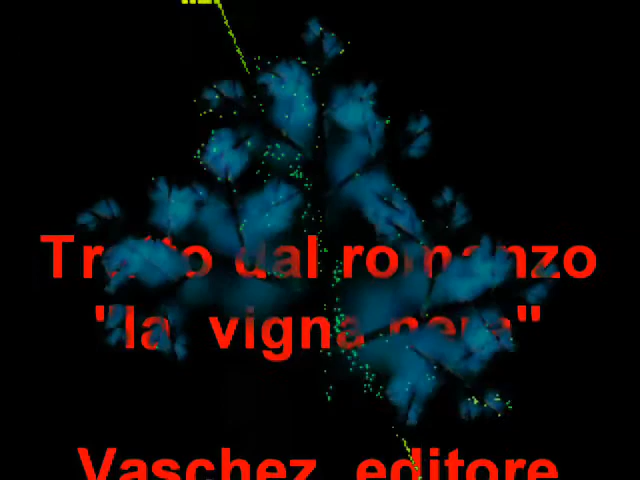 Tratto dal romanzo
"la vigna nera"
Vaschez editore